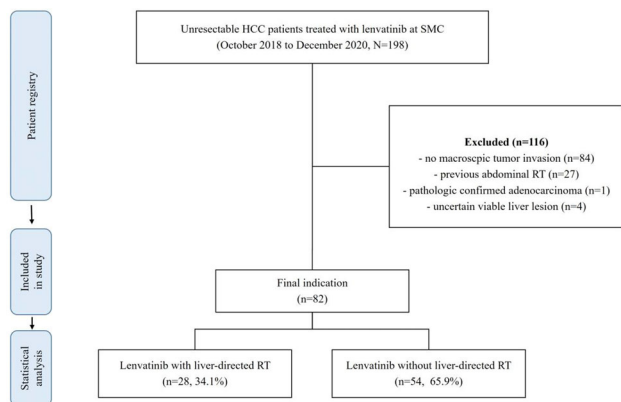 Patient registry
Unresectable HCC patients treated with lenvatinib at SMC
(October 2018 to December 2020, N=198)
Excluded (n=116)
- no macroscpic tumor invasion (n=84)
- previous abdominal RT (n=27)
- pathologic confirmed adenocarcinoma (n=1)
- uncertain viable liver lesion (n=4)
Included
in study
Final indication
(n=82)
Statistical
analysis
Lenvatinib with liver-directed RT
(n=28, 34.1%)
Lenvatinib without liver-directed RT
(n=54, 65.9%)